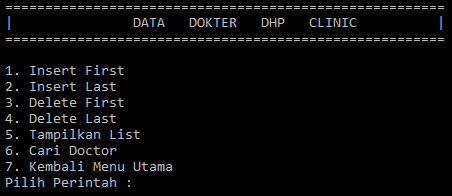 =======================================================
|               DATA   DOKTER   DHP   CLINIC          |
=======================================================
1. Insert First
2. Insert Last
3. Delete First
4. Delete Last
5. Tampilkan List
6. Cari Doctor
7. Kembali Menu Utama
Pilih Perintah :